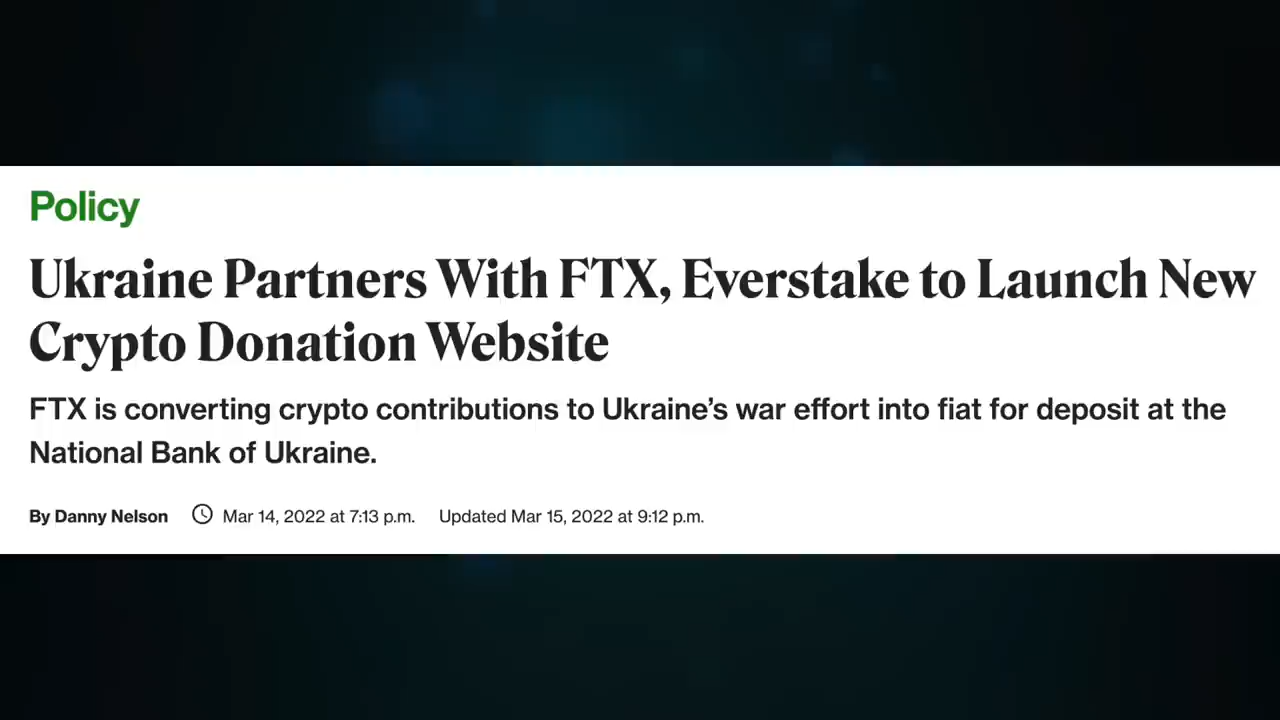 Policy
Ukraine Partners With FTX, Everstake to Launch New
Crypto Donation Website
FTX is converting crypto contributions to Ukraine’s war effort into fiat for deposit at the
National Bank of Ukraine.
By Danny Nelson Mar 14, 2022 at 7:13 p.m. Updated Mar 15, 2022 at 9:12 p.m.